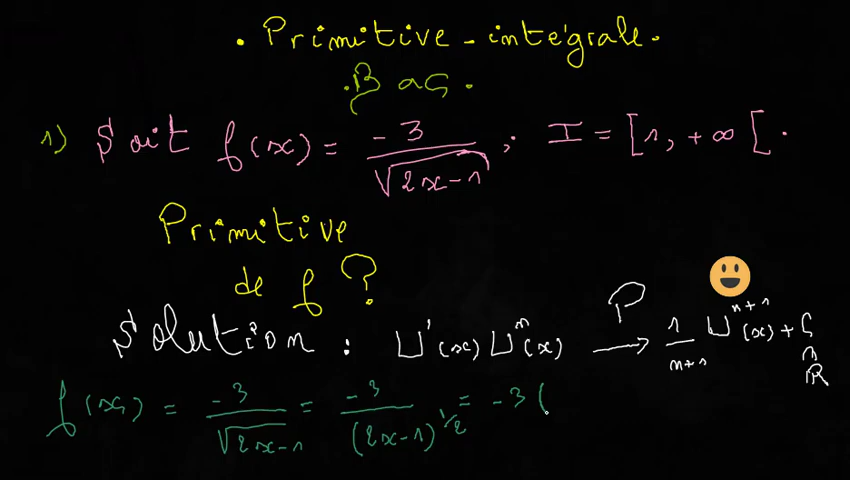 . Primitive - intégrale.
. Bac .
1) Soit f(x) = -3/√(2x-1) ; I = [1, +∞[ .
Primitive
de f ?
Solution : U'(x) Uⁿ(x) —P→ 1/(n+1) Uⁿ⁺¹(x) + C
∈ ℝ
f(x) = -3/√(2x-1) = -3/(2x-1)^(1/2) = -3 (